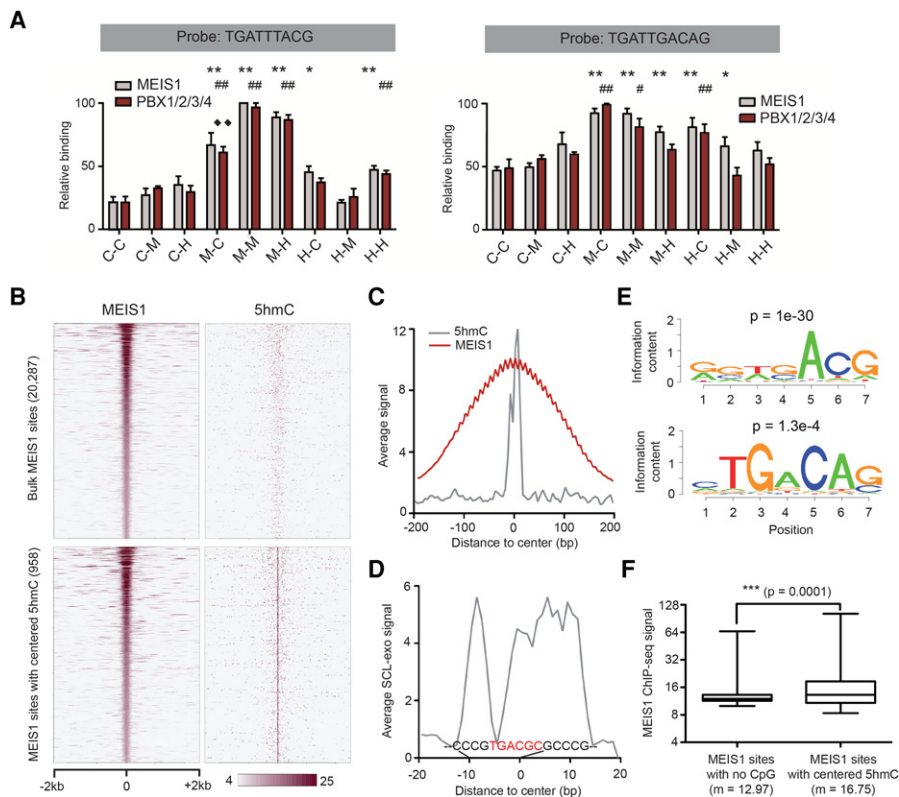 A
Probe: TGATTTACG
** ** ** * **
## ## ## ##
MEIS1
PBX1/2/3/4
◆◆
Relative binding
100
50
0
C-C C-M C-H M-C M-M M-H H-C H-M H-H
Probe: TGATTGACAG
** ** ** ** *
## # ##
MEIS1
PBX1/2/3/4
Relative binding
100
50
0
C-C C-M C-H M-C M-M M-H H-C H-M H-H
B
MEIS1 5hmC
Bulk MEIS1 sites (20,287)
MEIS1 sites with centered 5hmC (958)
-2kb 0 +2kb
4 25
C
5hmC
MEIS1
Average signal
12
8
4
0
-200 -100 0 100 200
Distance to center (bp)
D
Average SCL-exo signal
6
4
2
0
--CCCGTGACGCGCCCG--
-20 -10 0 10 20
Distance to center (bp)
E
p = 1e-30
Information
content
2
1
0
GGTGACG
1 2 3 4 5 6 7
p = 1.3e-4
Information
content
2
1
0
CTGACAG
1 2 3 4 5 6 7
Position
F
*** (p = 0.0001)
MEIS1 ChIP-seq signal
128
64
32
16
8
4
MEIS1 sites
with no CpG
(m = 12.97)
MEIS1 sites
with centered 5hmC
(m = 16.75)